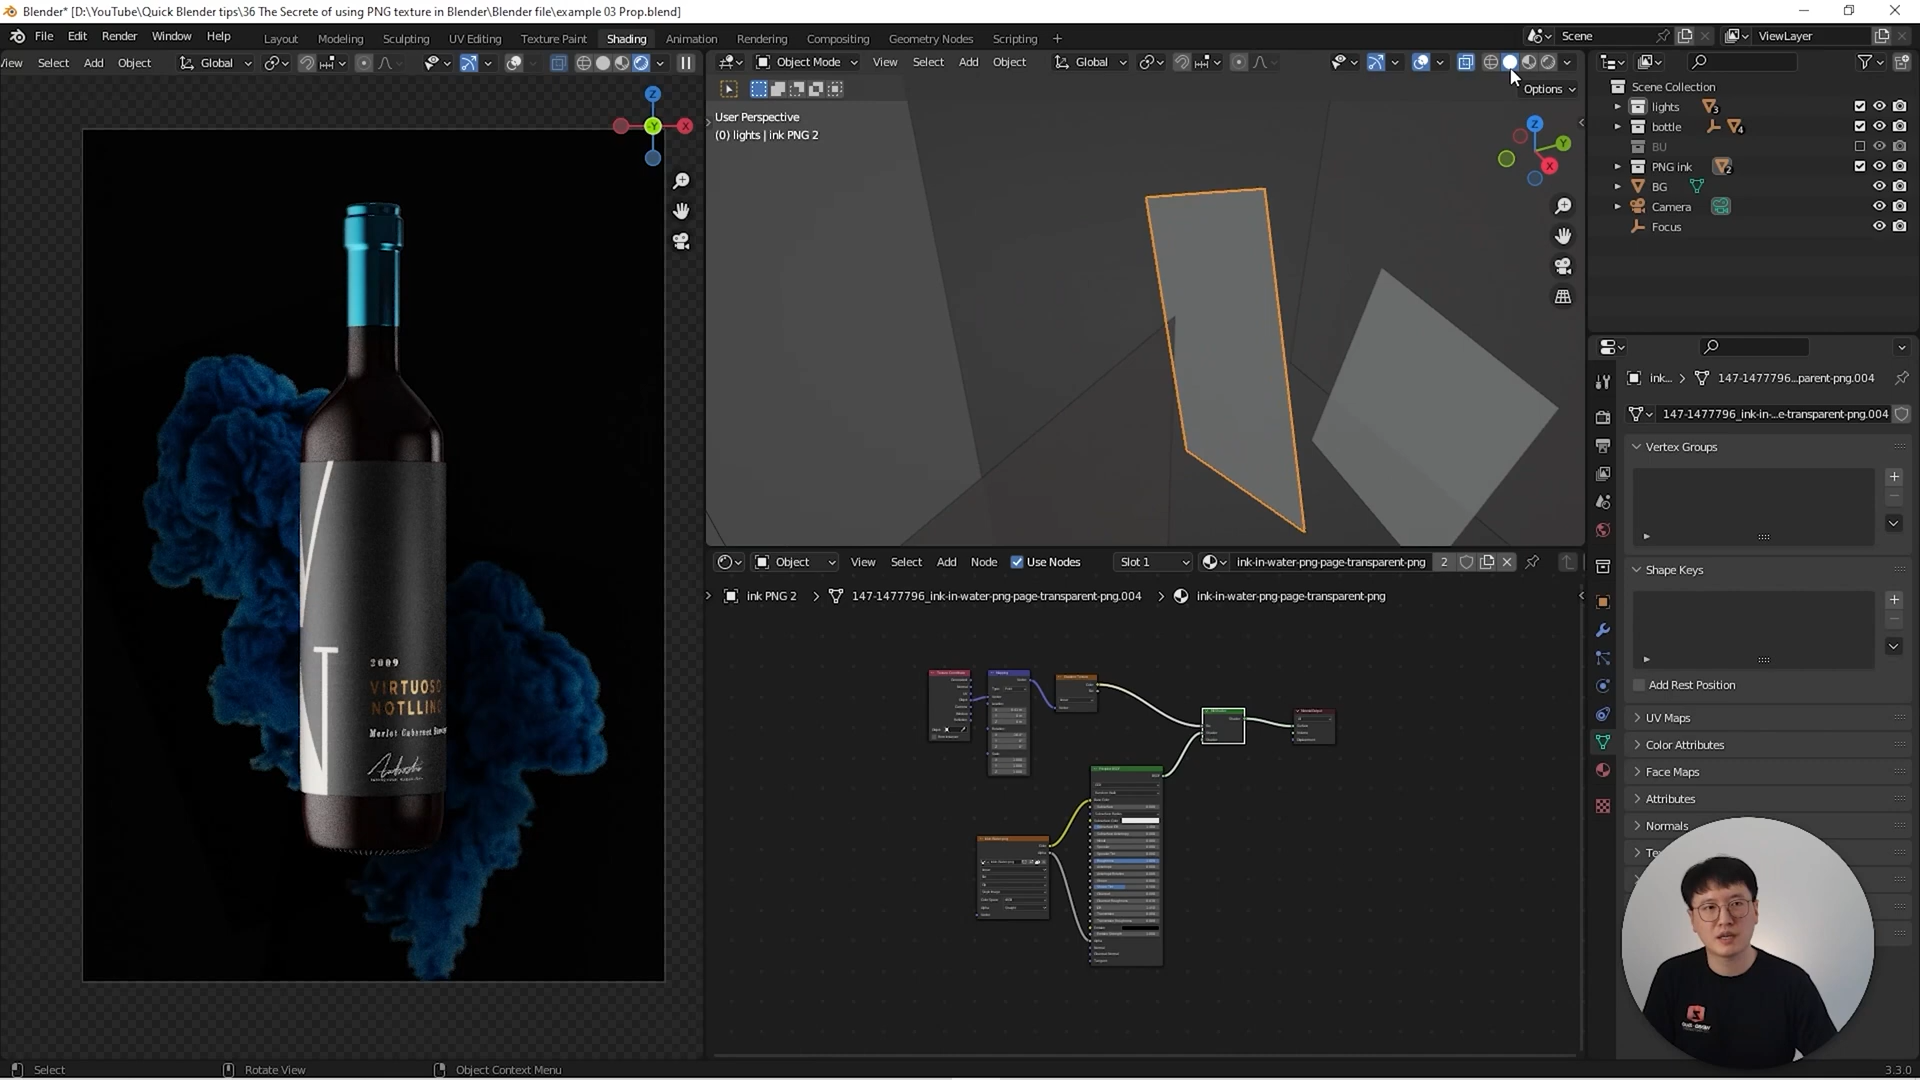 Blender* [D:\YouTube\Quick Blender tips\36 The Secrete of using PNG texture in Blender\Blender file\example 03 Prop.blend]
File Edit Render Window Help Layout Modeling Sculpting UV Editing Texture Paint Shading Animation Rendering Compositing Geometry Nodes Scripting + Scene ViewLayer
iew Select Add Object Global
Object Mode View Select Add Object Global
Options
User Perspective
(0) lights | ink PNG 2
Z
Y
X
Z
-Y
X
Scene Collection
lights 3
bottle 4
BU
PNG ink 2
BG
Camera
Focus
ink... > 147-1477796...parent-png.004
147-1477796_ink-in-...e-transparent-png.004
Vertex Groups
Shape Keys
Add Rest Position
UV Maps
Color Attributes
Face Maps
Attributes
Normals
Te
Object View Select Add Node Use Nodes Slot 1 ink-in-water-png-page-transparent-png 2
ink PNG 2 > 147-1477796_ink-in-water-png-page-transparent-png.004 > ink-in-water-png-page-transparent-png
2009
VIRTUOSO
NOTLLING
Merlot Cabernet
Select Rotate View Object Context Menu 3.3.0